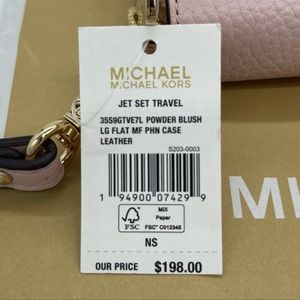 MICHAEL
MICHAEL KORS
JET SET TRAVEL
35S9GTVE7L POWDER BLUSH
LG FLAT MF PHN CASE
LEATHER
S203-0003
1 94900 07429 9
FSC
MIX
Paper
FSC® C012345
NS
OUR PRICE $198.00
MI